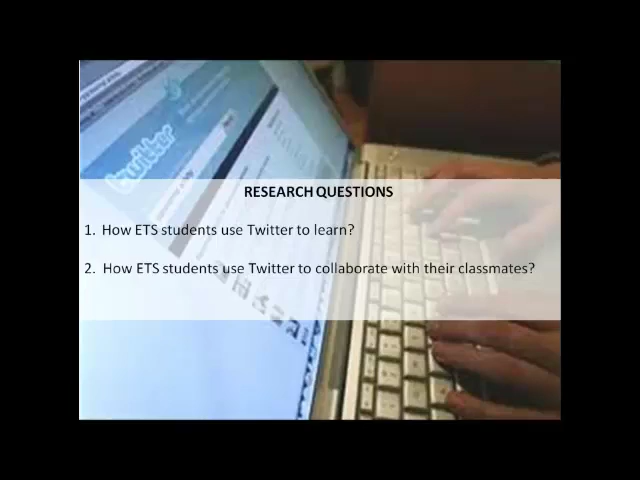 twitter
RESEARCH QUESTIONS
1. How ETS students use Twitter to learn?
2. How ETS students use Twitter to collaborate with their classmates?